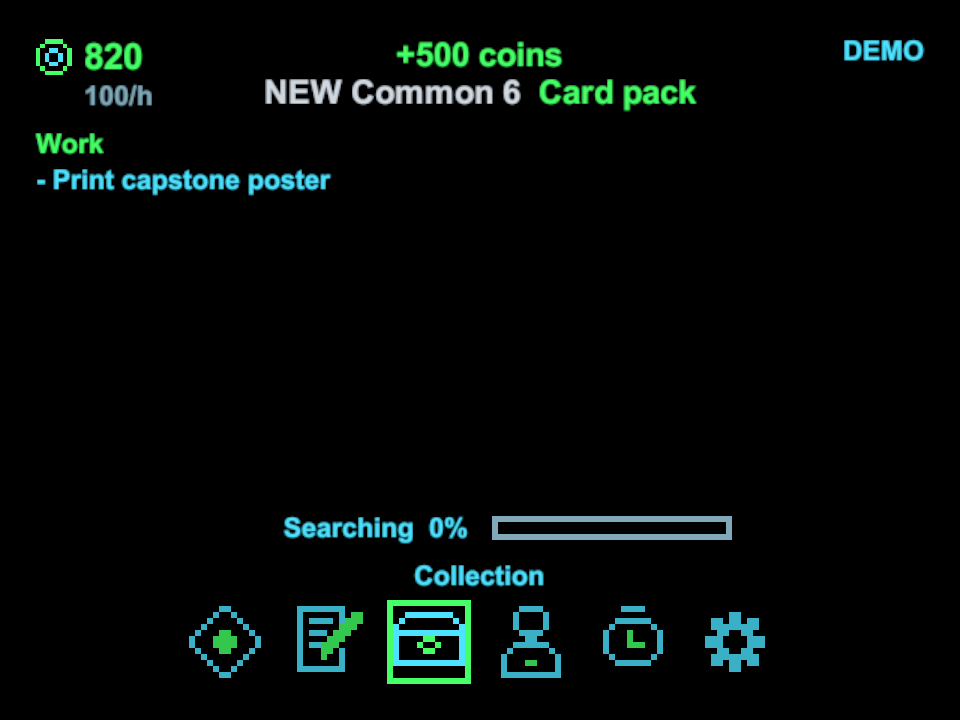 820
100/h
+500 coins
NEW Common 6 Card pack
DEMO
Work
- Print capstone poster
Searching 0%
Collection